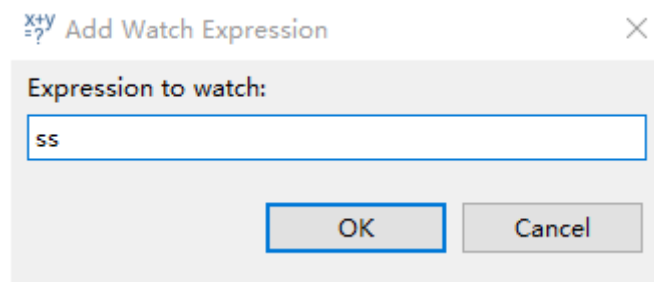 x+y
=?
Add Watch Expression
Expression to watch:
ss
OK
Cancel